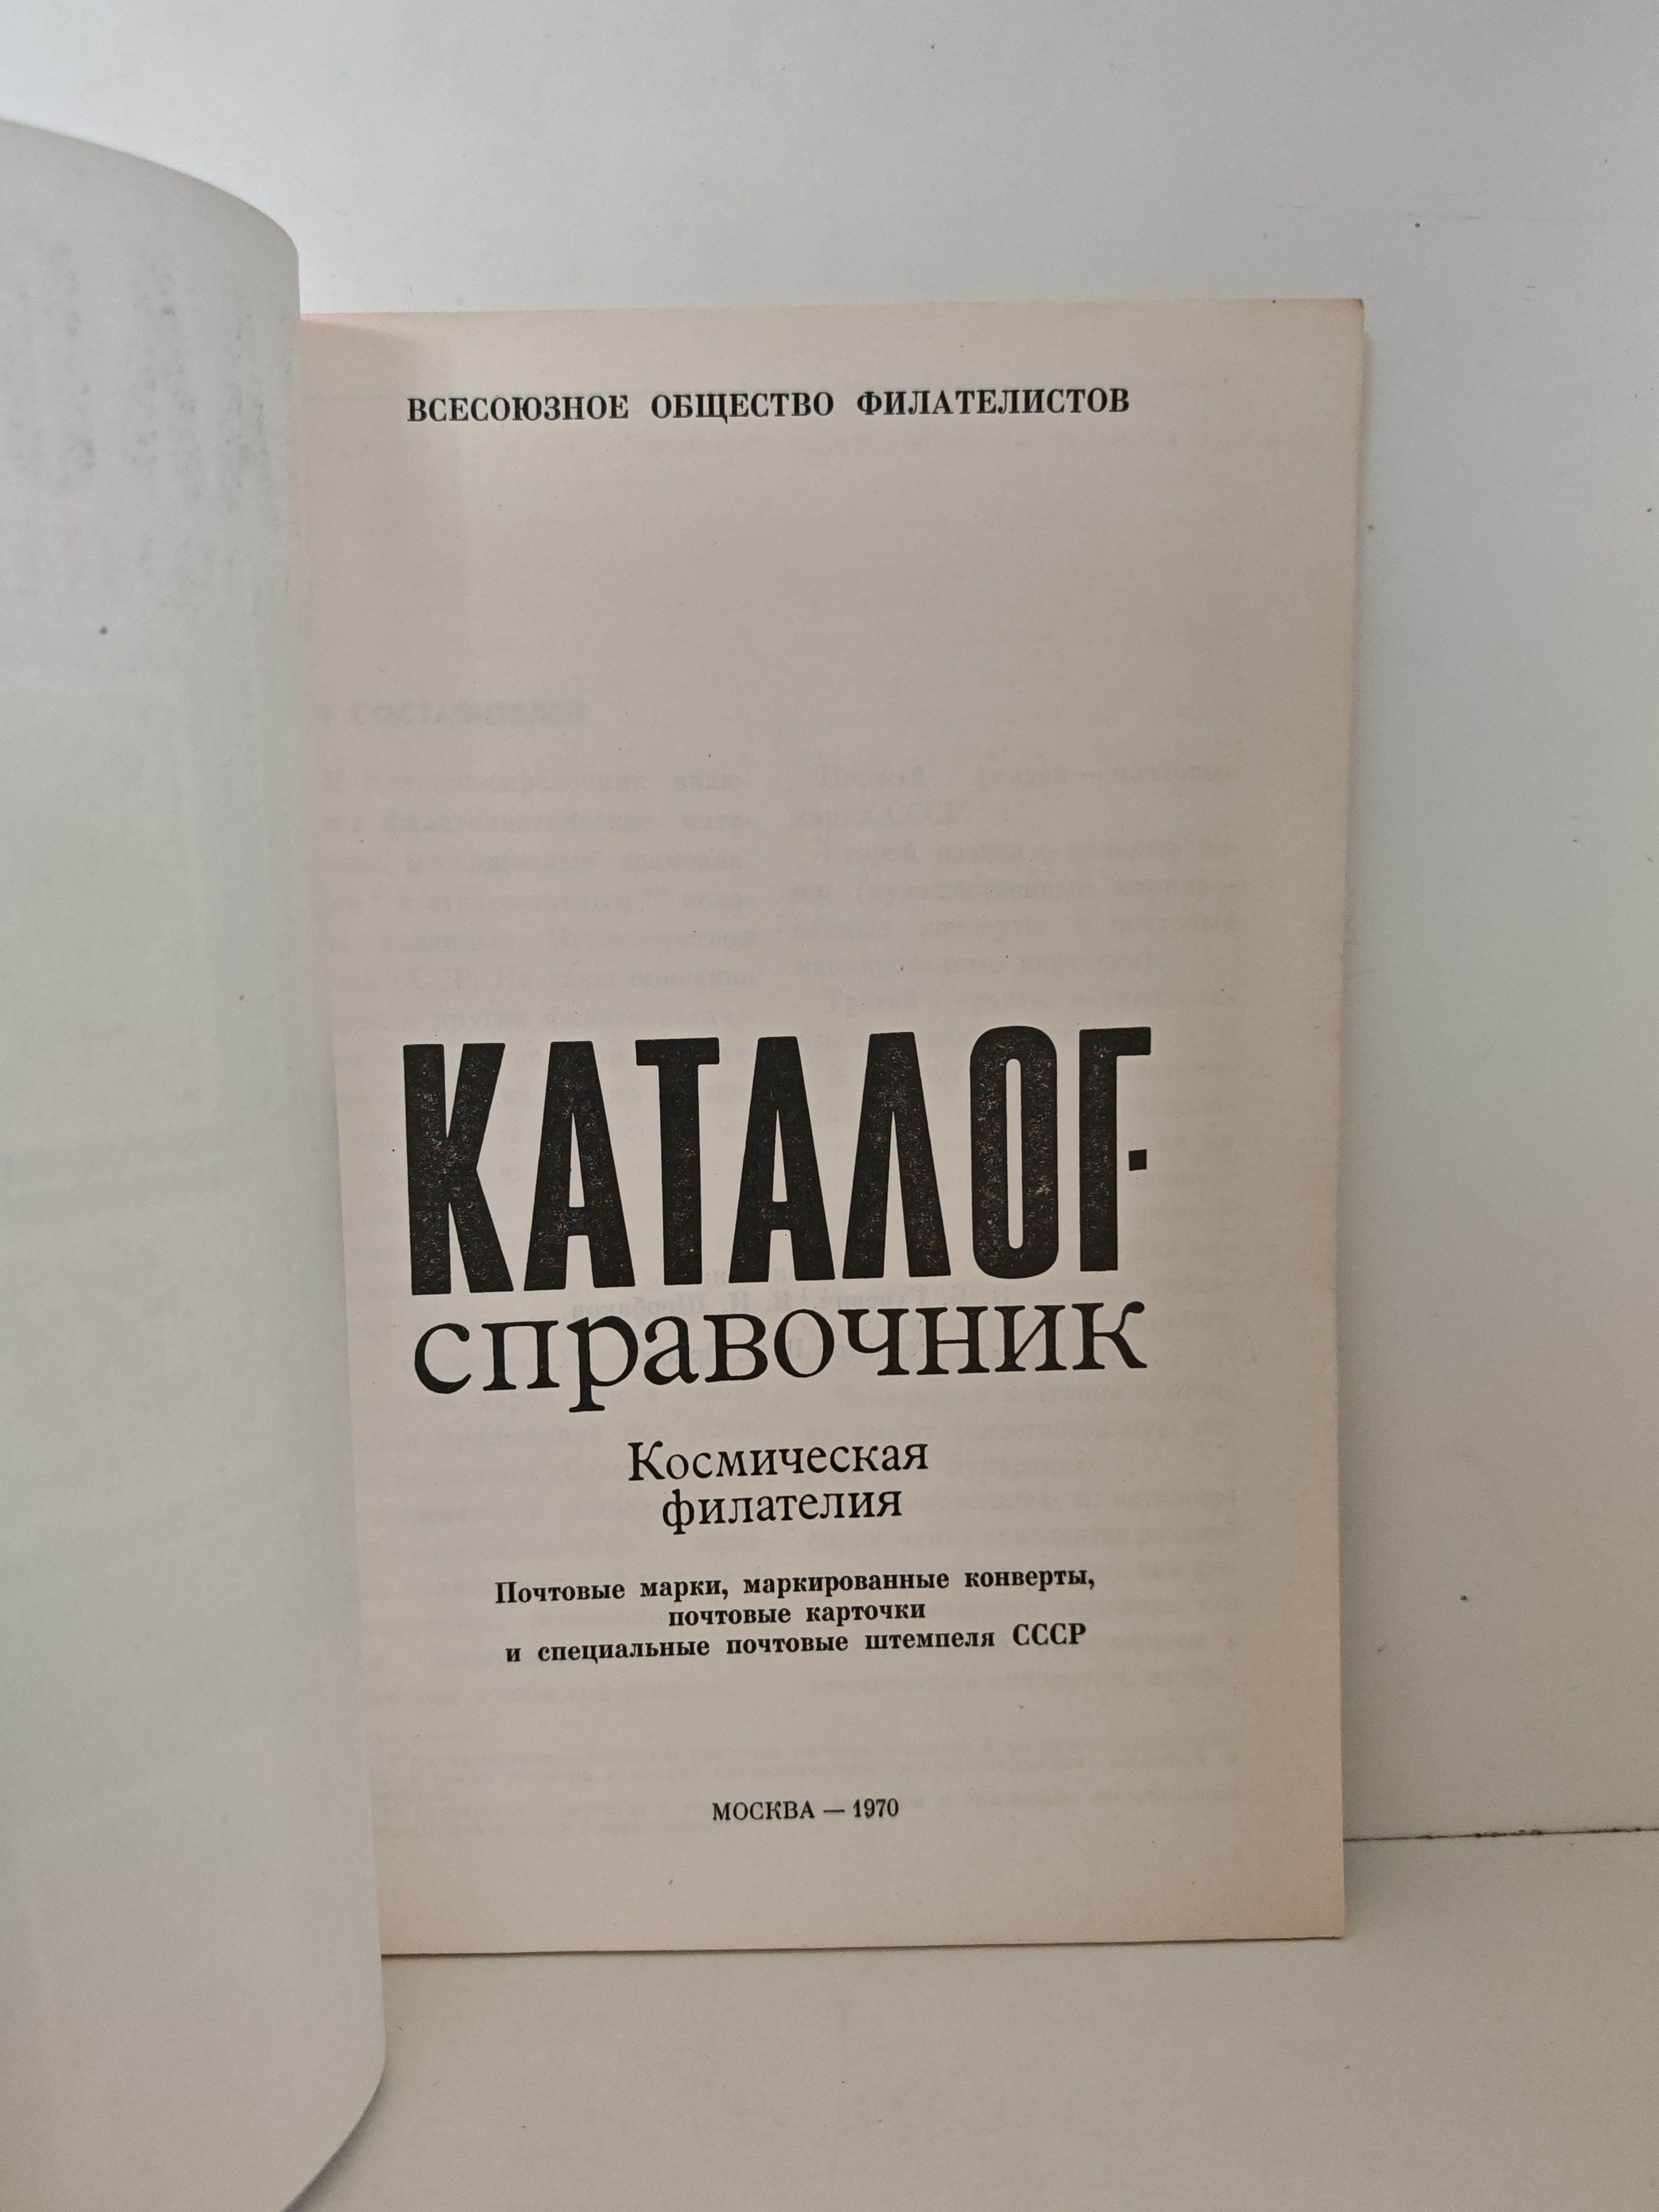 ВСЕСОЮЗНОЕ ОБЩЕСТВО ФИЛАТЕЛИСТОВ
КАТАЛОГ-
справочник
Космическая
филателия
Почтовые марки, маркированные конверты,
почтовые карточки
и специальные почтовые штемпеля СССР
МОСКВА — 1970